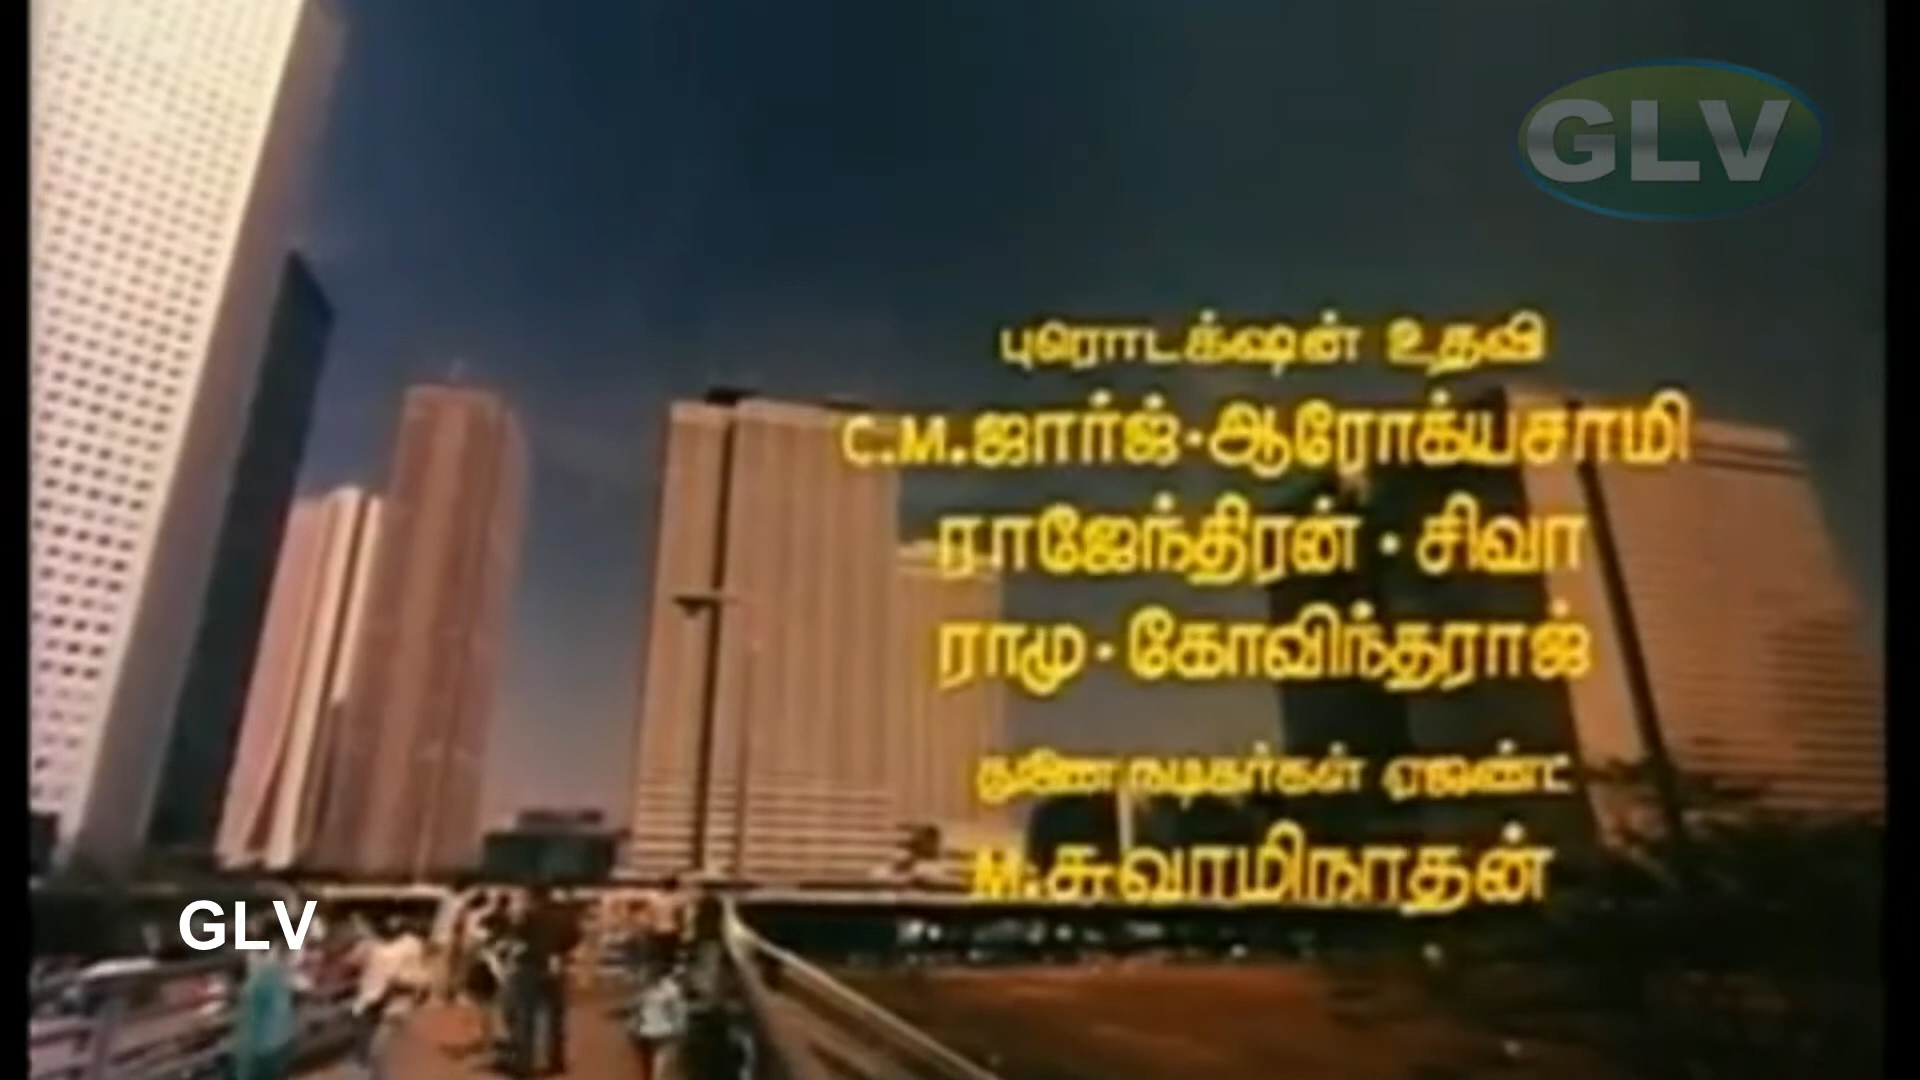 GLV
புரொடக்ஷன் உதவி
C.M.ஜார்ஜ்·ஆரோக்யசாமி
ராஜேந்திரன் · சிவா
ராமு·கோவிந்தராஜ்
துணை நடிகர்கள் ஏஜண்ட்
M.சுவாமிநாதன்
GLV